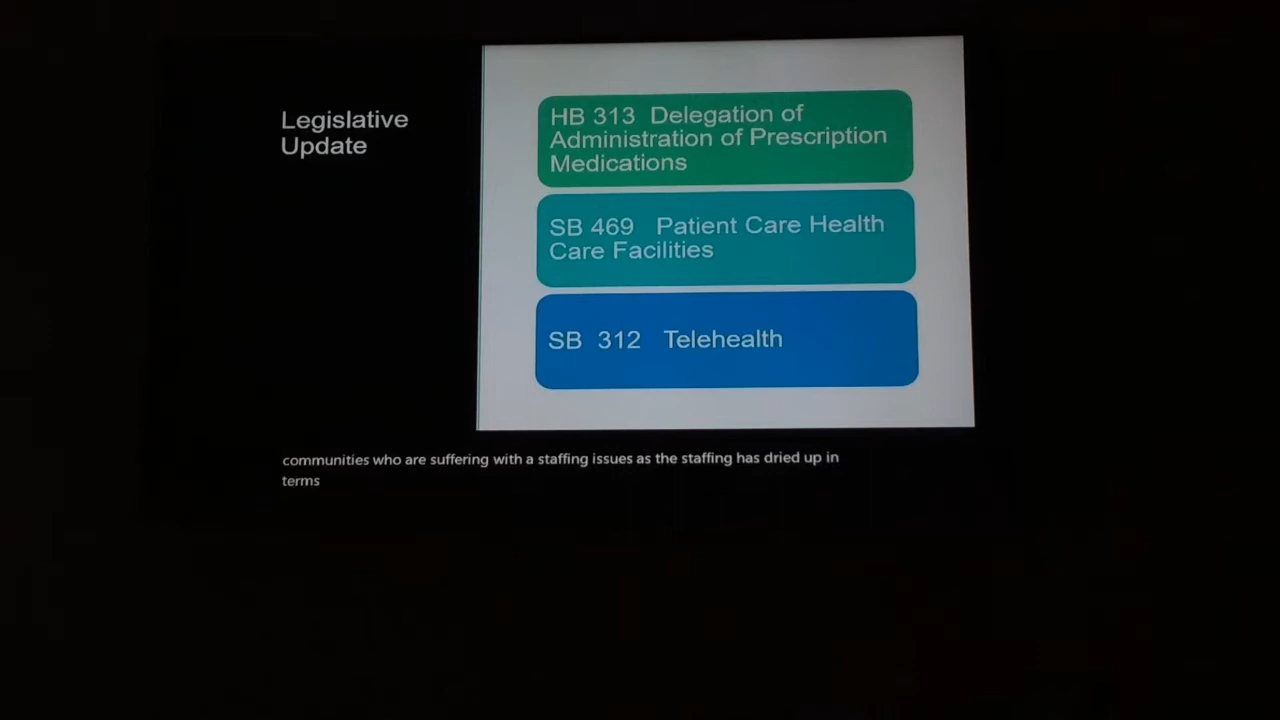 Legislative
Update
HB 313  Delegation of
Administration of Prescription
Medications
SB 469   Patient Care Health
Care Facilities
SB  312   Telehealth
communities who are suffering with a staffing issues as the staffing has dried up in
terms